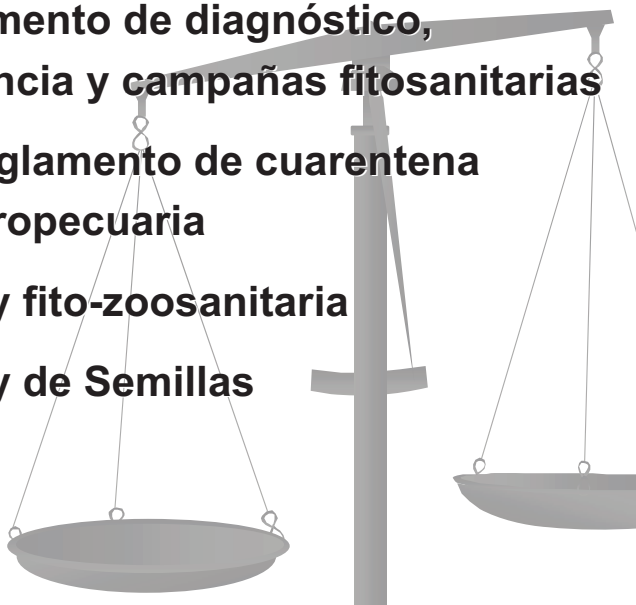 mento de diagnóstico,
ncia y campañas fitosanitarias
glamento de cuarentena
ropecuaria
y fito-zoosanitaria
y de Semillas